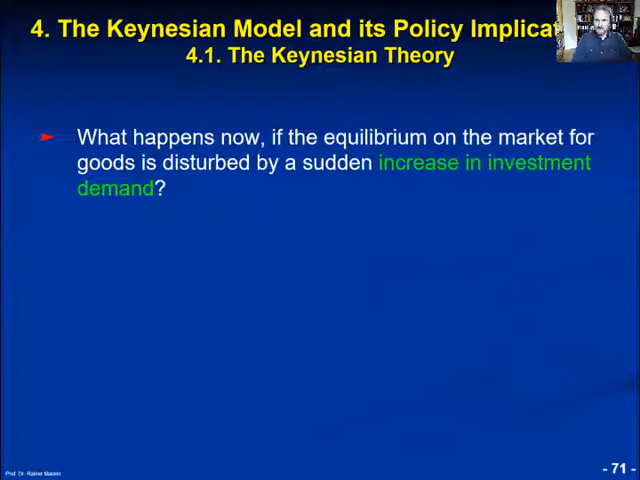 4. The Keynesian Model and its Policy Implicat
4.1. The Keynesian Theory
What happens now, if the equilibrium on the market for
goods is disturbed by a sudden increase in investment
demand?
Prof. Dr. Rainer Maurer
- 71 -